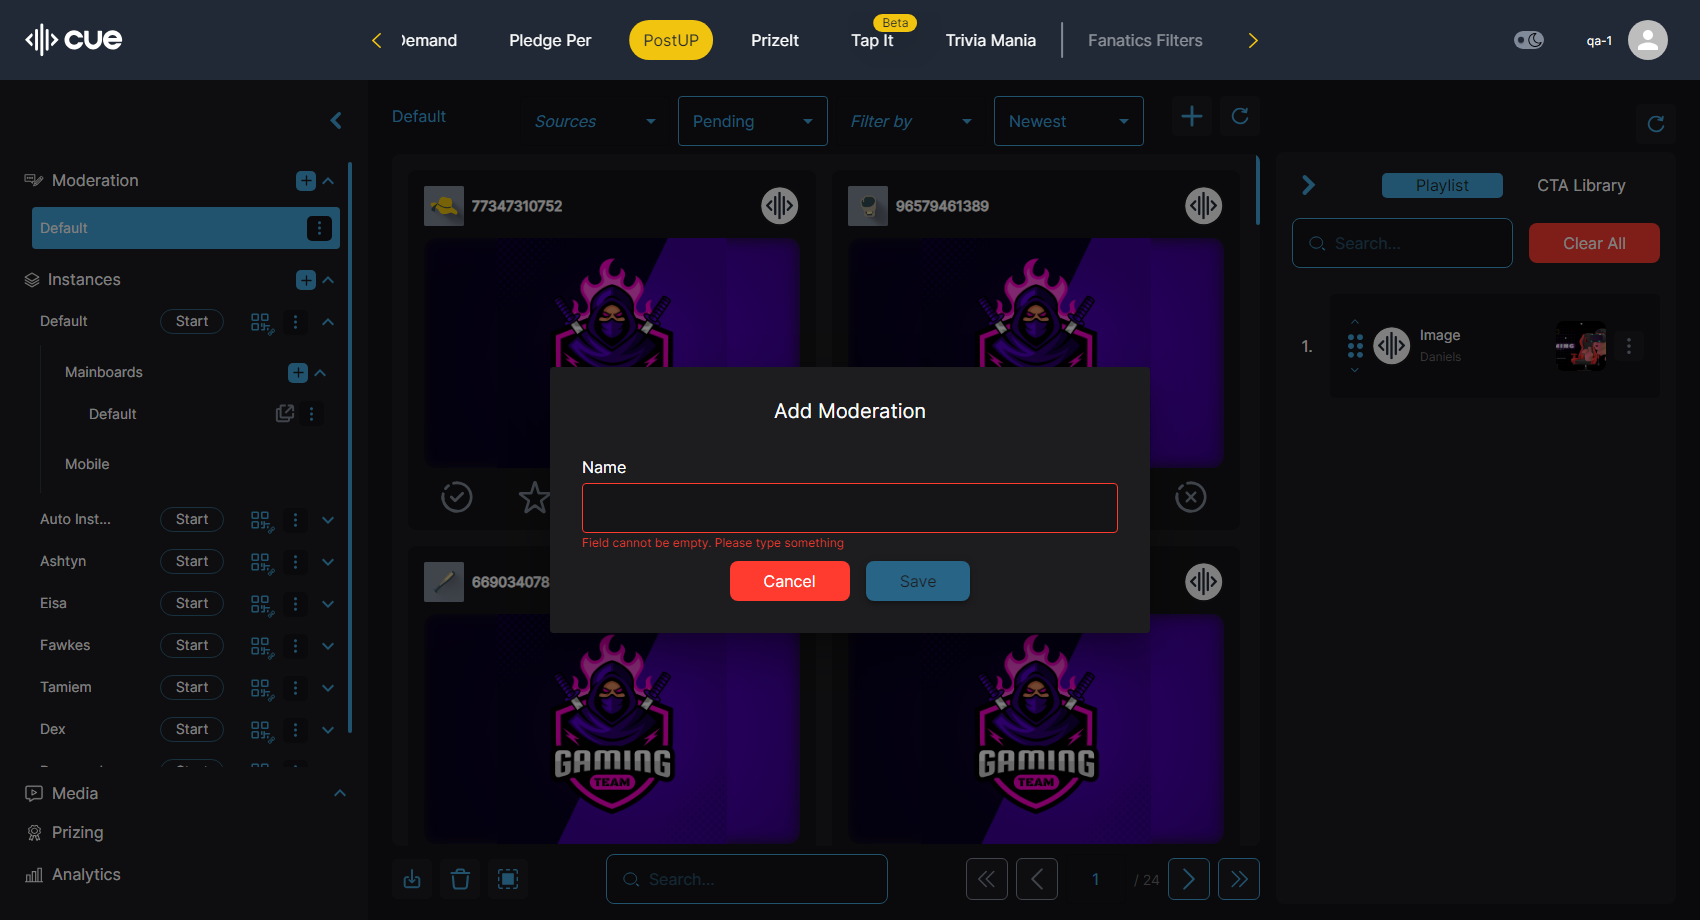 cue
Demand
Pledge Per
PostUP
PrizeIt
Beta
Tap It
Trivia Mania
Fanatics Filters
qa-1
Moderation
Default
Instances
Default Start
Mainboards
Default
Mobile
Auto Inst... Start
Ashtyn Start
Eisa Start
Fawkes Start
Tamiem Start
Dex Start
Media
Prizing
Analytics
Default
Sources
Pending
Filter by
Newest
77347310752
96579461389
669034078
GAMING
TEAM
GAMING
TEAM
Add Moderation
Name
Field cannot be empty. Please type something
Cancel
Save
Search...
1 / 24
Playlist
CTA Library
Search...
Clear All
1.
Image
Daniels